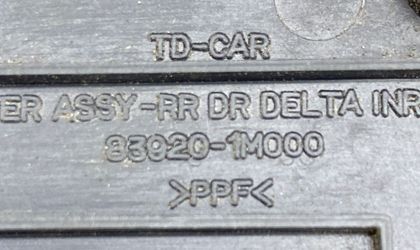 TD-CAR
ER ASSY-RR DR DELTA INR
83920-1M000
>PPF<